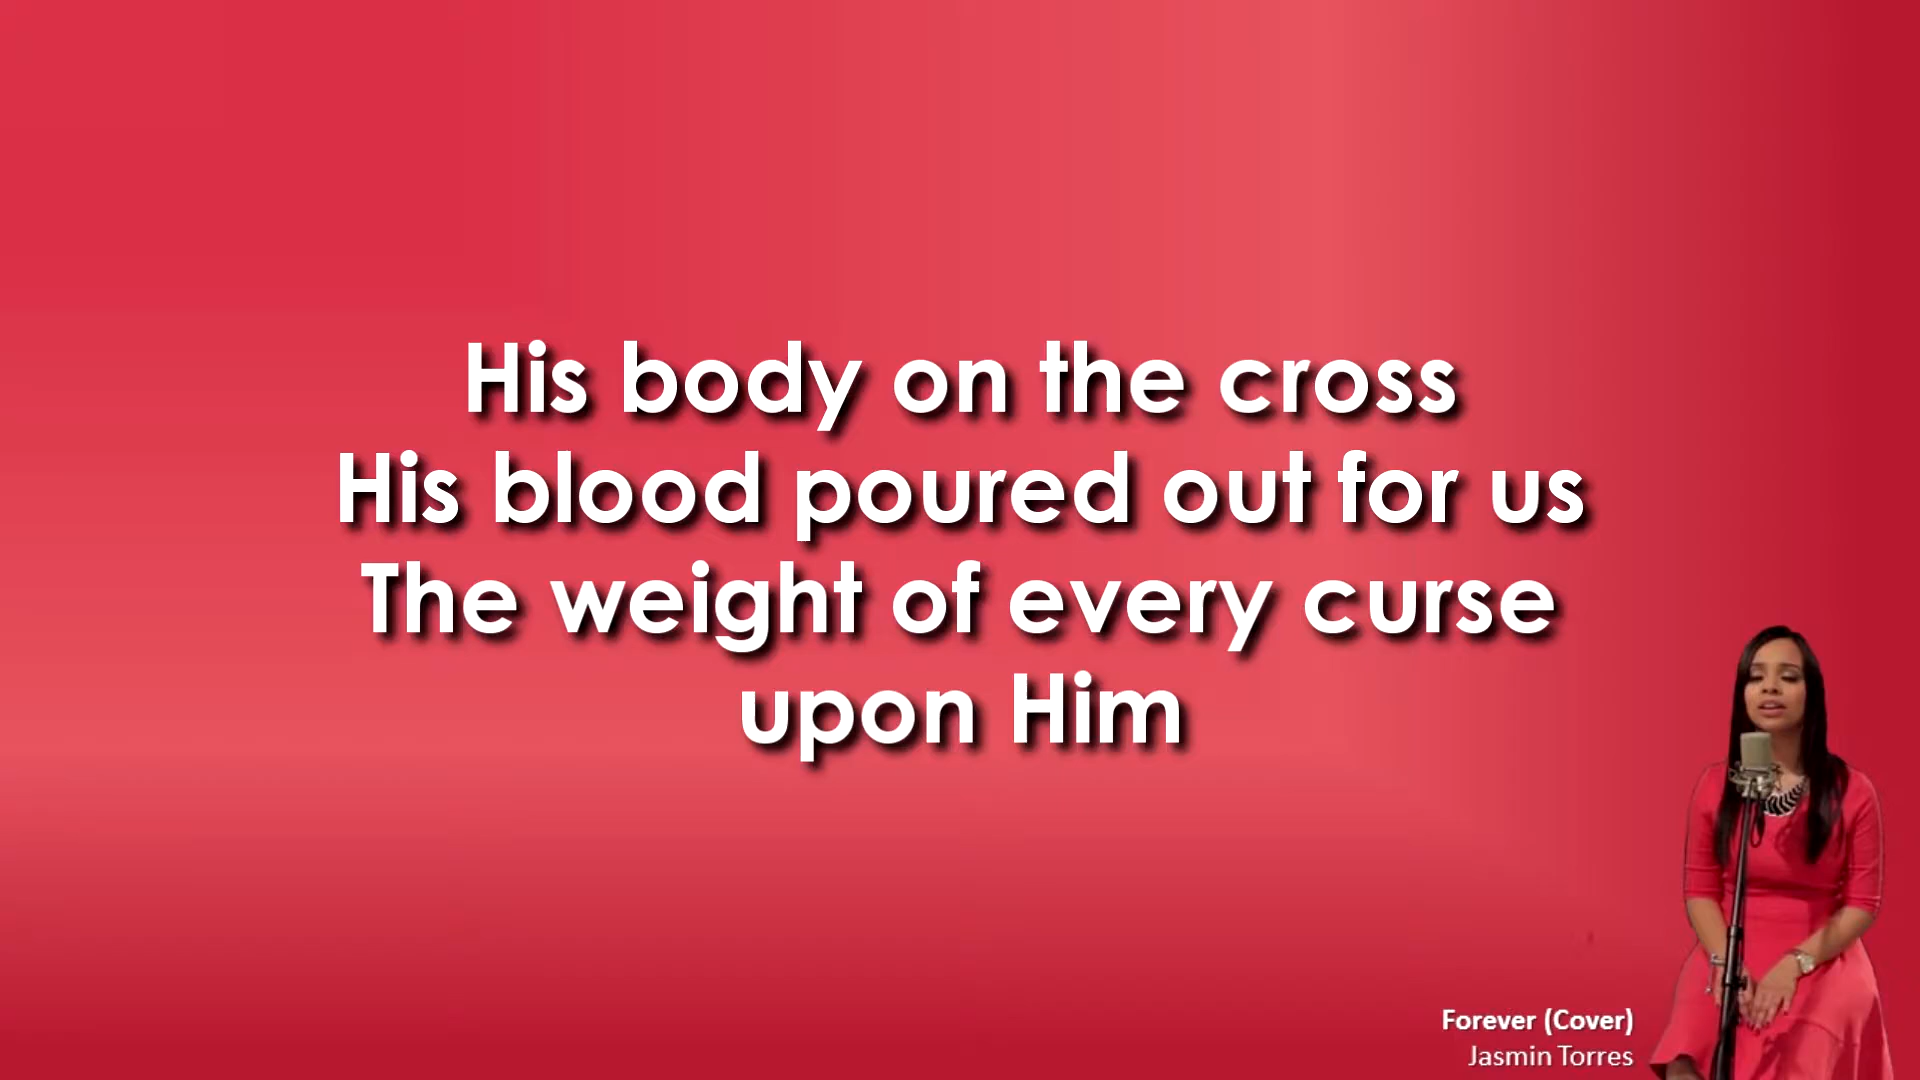 His body on the cross
His blood poured out for us
The weight of every curse
upon Him
Forever (Cover)
Jasmin Torres